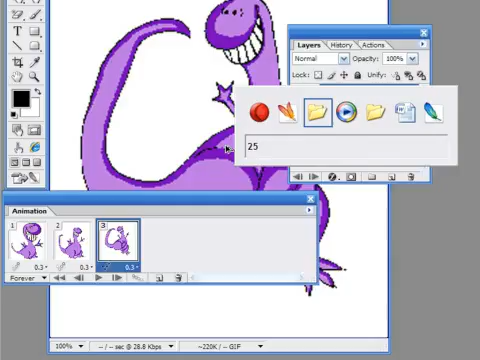 Layers History Actions
Normal Opacity: 100%
Lock: Unify:
25
Animation
1 2 3
0.3 0.3 0.3
Forever
100% -- / -- sec @ 28.8 Kbps ~220K / -- GIF